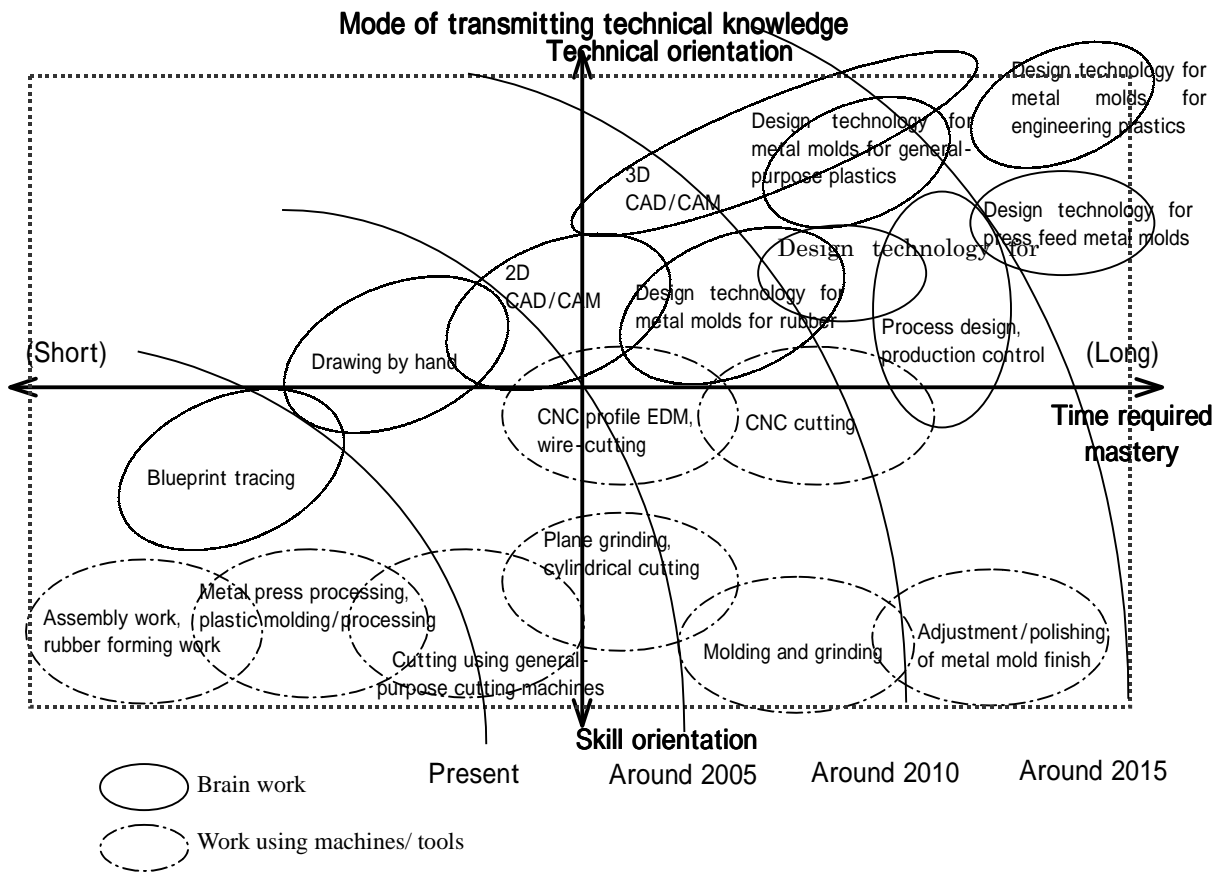 Mode of transmitting technical knowledge
Technical orientation
Design technology for
metal molds for
engineering plastics
Design technology for
metal molds for general-
purpose plastics
3D
CAD/CAM
Design technology for
press feed metal molds
Design technology for
2D
CAD/CAM
Design technology for
metal molds for rubber
Process design,
production control
(Short)
Drawing by hand
(Long)
Time required
mastery
CNC profile EDM,
wire-cutting
CNC cutting
Blueprint tracing
Plane grinding,
cylindrical cutting
Metal press processing,
plastic molding/processing
Assembly work,
rubber forming work
Cutting using general-
purpose cutting machines
Molding and grinding
Adjustment/polishing
of metal mold finish
Skill orientation
Present
Around 2005
Around 2010
Around 2015
Brain work
Work using machines/ tools